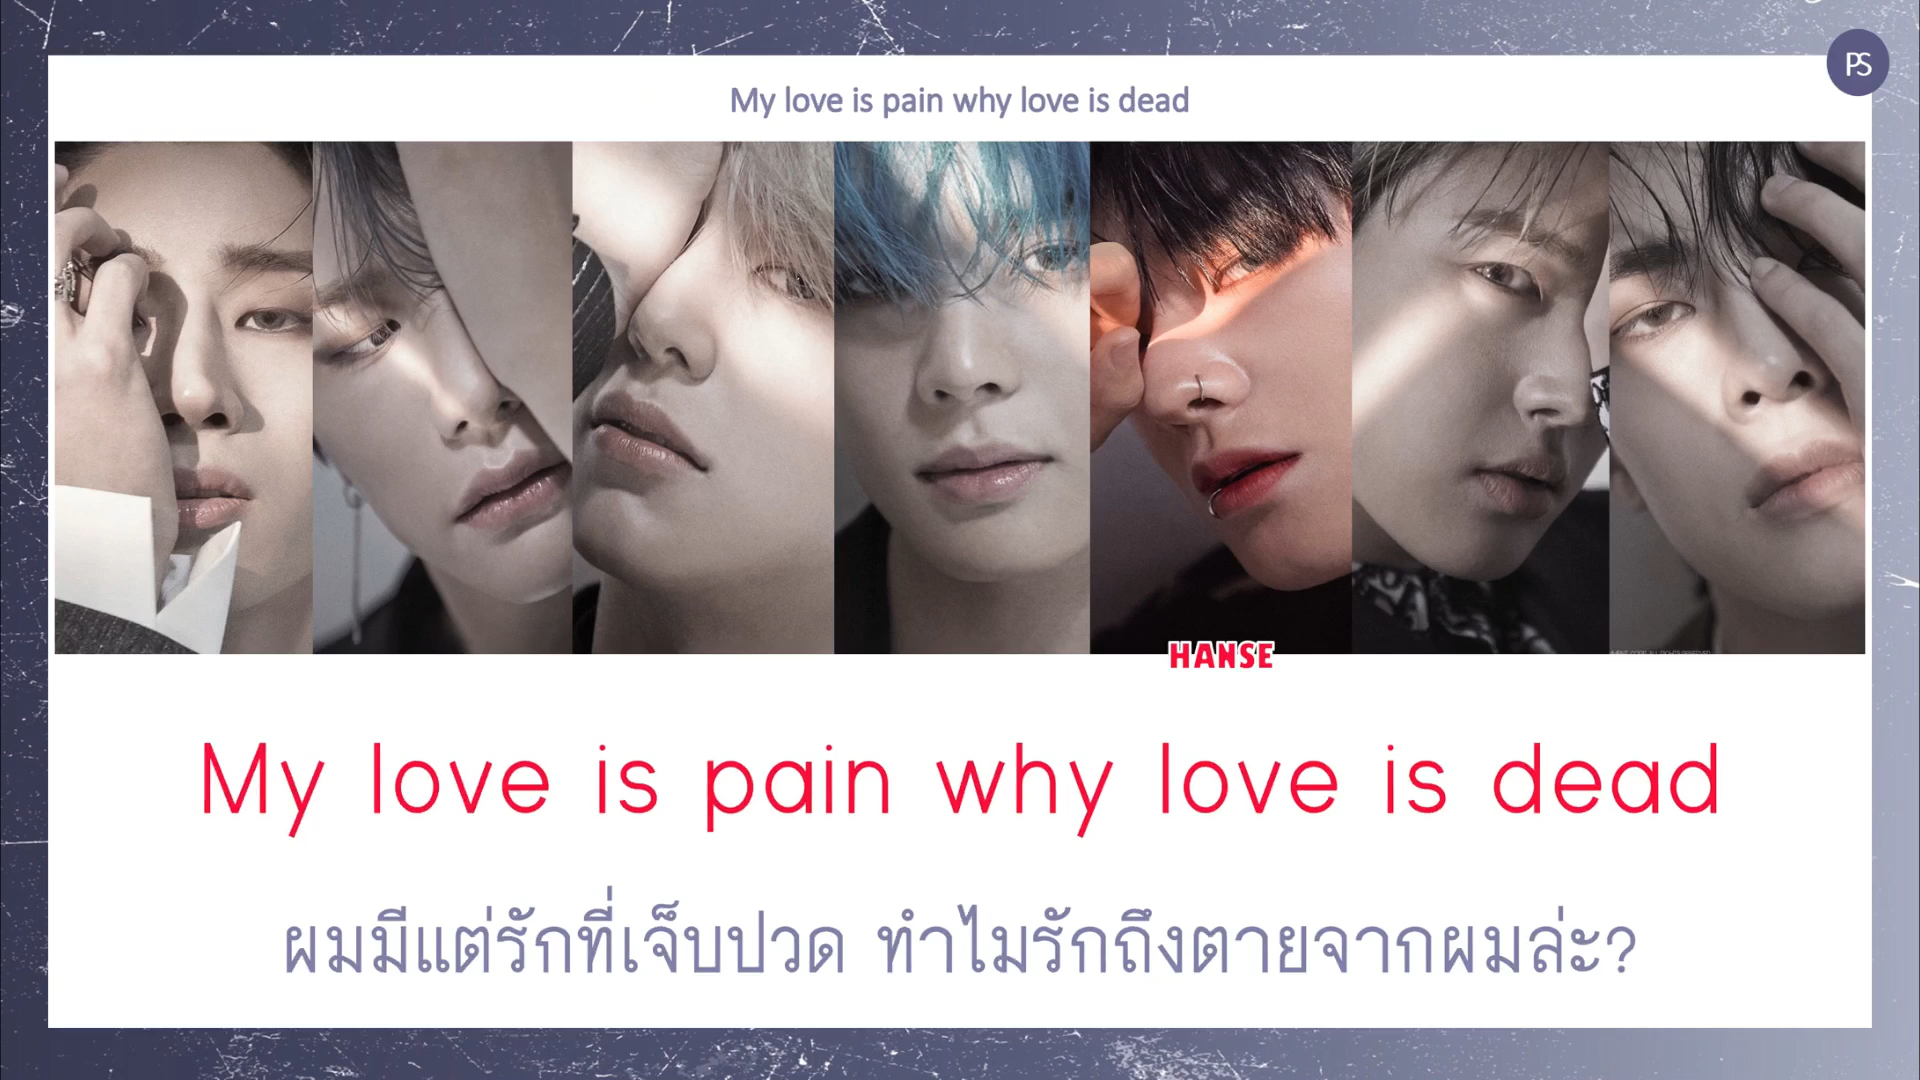 PS
My love is pain why love is dead
HANSE
My love is pain why love is dead
ผมมีแต่รักที่เจ็บปวด ทำไมรักถึงตายจากผมล่ะ?